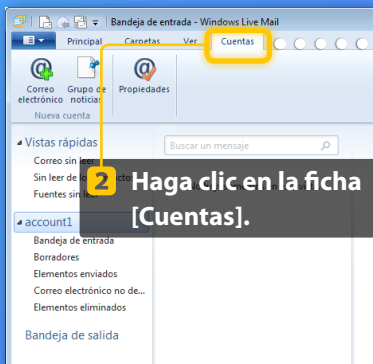 Bandeja de entrada - Windows Live Mail
Principal Carpetas Ver Cuentas
Correo electrónico
Grupo de noticias
Propiedades
Nueva cuenta
Vistas rápidas
Buscar un mensaje
Correo sin leer
Sin leer de lo
Fuentes sin
2 Haga clic en la ficha
[Cuentas].
account1
Bandeja de entrada
Borradores
Elementos enviados
Correo electrónico no de...
Elementos eliminados
Bandeja de salida